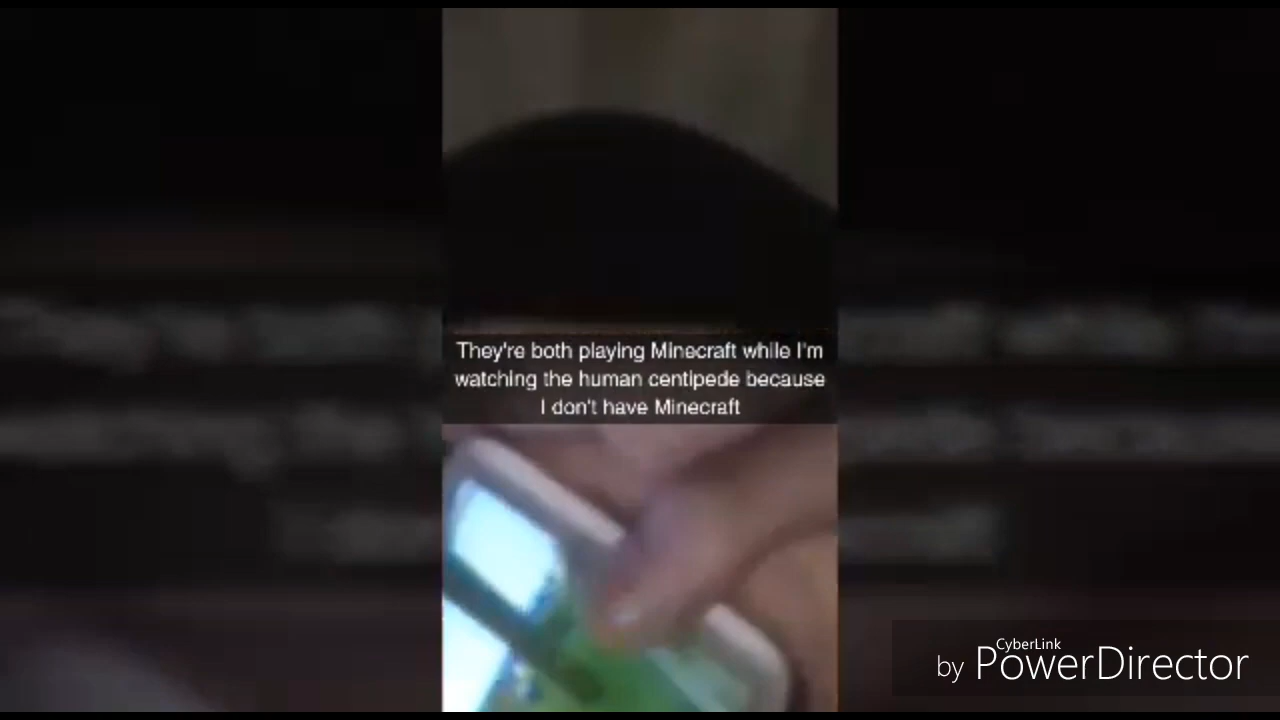 They're both playing Minecraft while I'm
watching the human centipede because
I don't have Minecraft
CyberLink
by PowerDirector